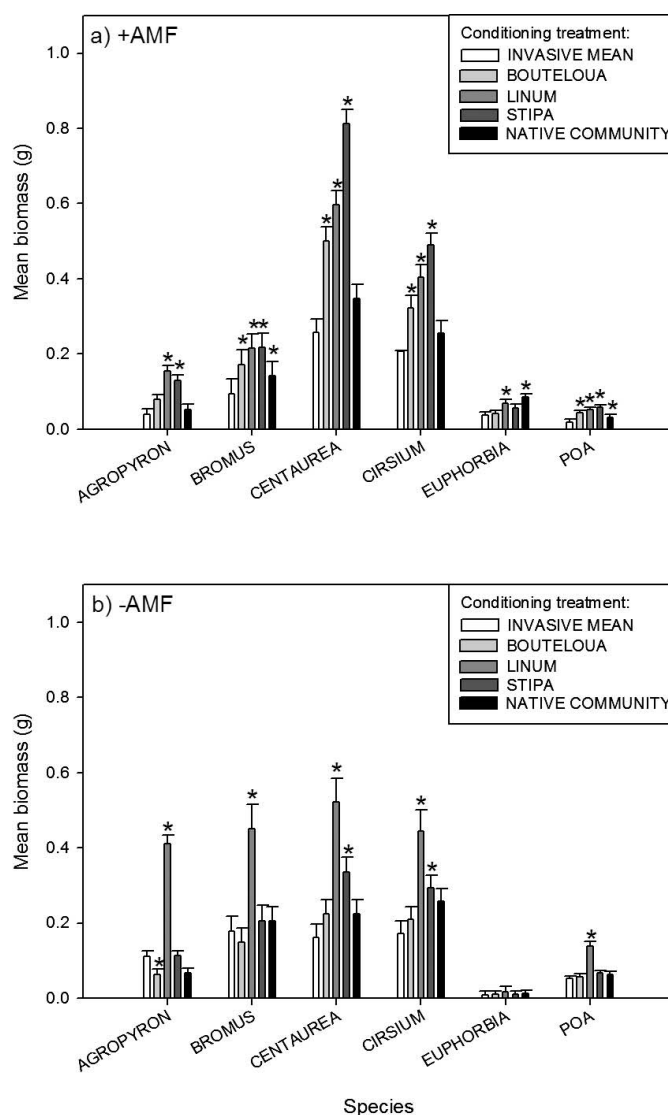 a) +AMF
Conditioning treatment:
INVASIVE MEAN
BOUTELOUA
LINUM
STIPA
NATIVE COMMUNITY
Mean biomass (g)
1.0
0.8
0.6
0.4
0.2
0.0
* * * * * * * * * * * * * * * * * *
AGROPYRON
BROMUS
CENTAUREA
CIRSIUM
EUPHORBIA
POA
b) -AMF
Conditioning treatment:
INVASIVE MEAN
BOUTELOUA
LINUM
STIPA
NATIVE COMMUNITY
Mean biomass (g)
1.0
0.8
0.6
0.4
0.2
0.0
* * * * * * * *
AGROPYRON
BROMUS
CENTAUREA
CIRSIUM
EUPHORBIA
POA
Species